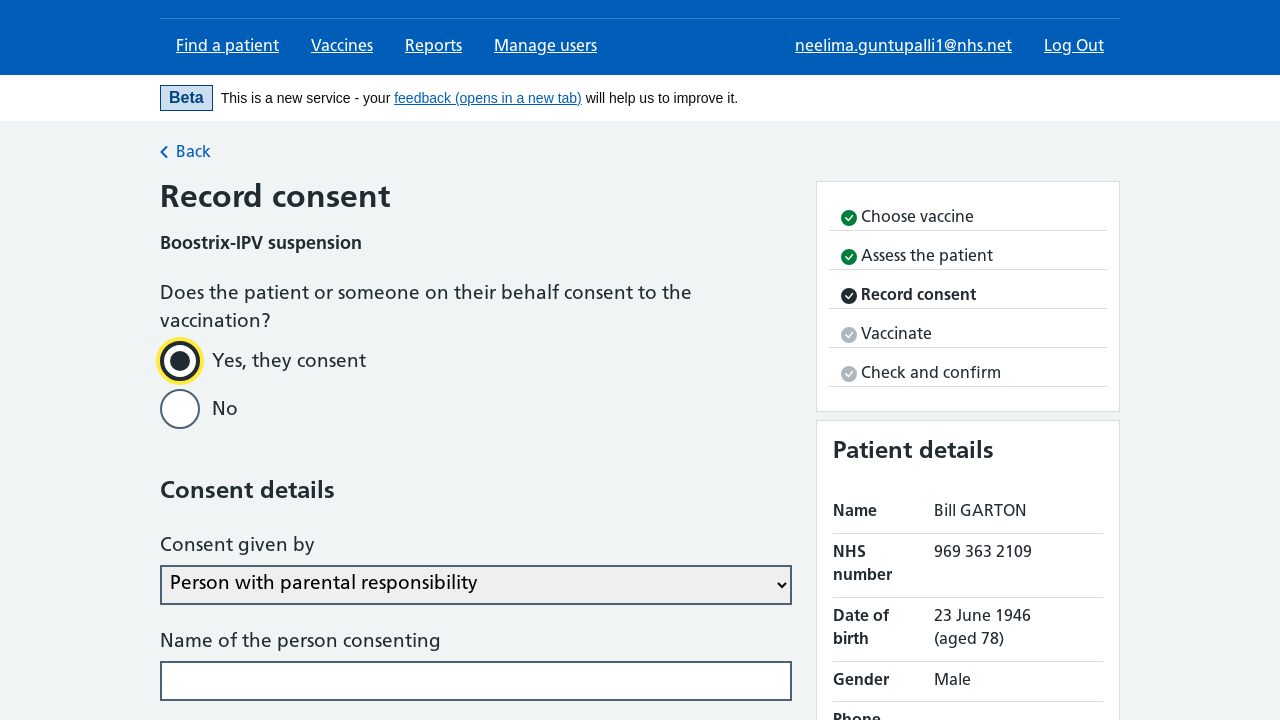 Find a patient Vaccines Reports Manage users neelima.guntupalli1@nhs.net Log Out
Beta This is a new service - your feedback (opens in a new tab) will help us to improve it.
Back
Record consent
Boostrix-IPV suspension
Does the patient or someone on their behalf consent to the
vaccination?
Yes, they consent
No
Consent details
Consent given by
Person with parental responsibility
Name of the person consenting
Choose vaccine
Assess the patient
Record consent
Vaccinate
Check and confirm
Patient details
Name Bill GARTON
NHS number 969 363 2109
Date of birth 23 June 1946 (aged 78)
Gender Male
Phone